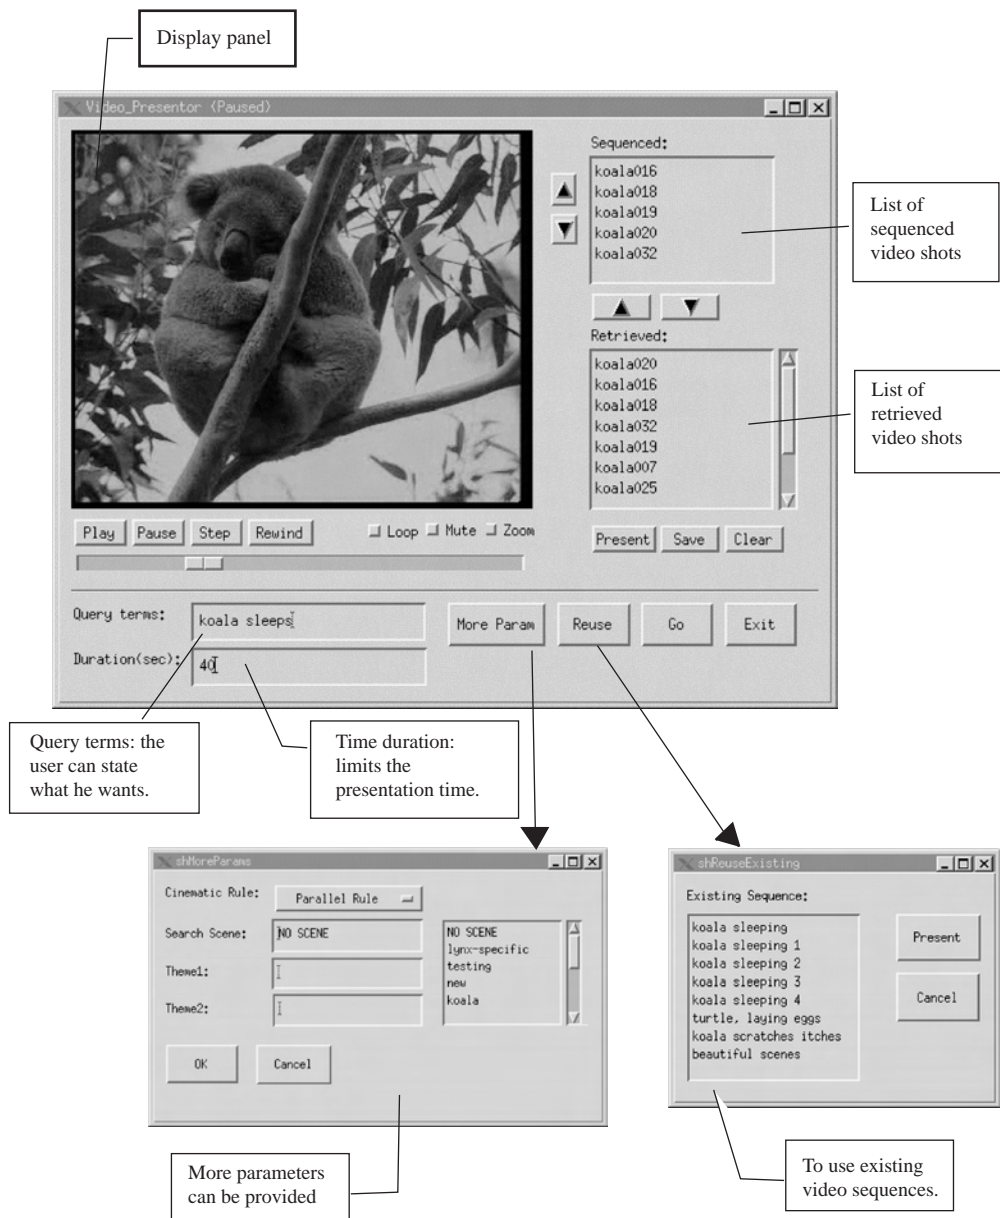 Display panel
Video_Presentor (Paused)
Sequenced:
koala016
koala018
koala019
koala020
koala032
List of
sequenced
video shots
Retrieved:
koala020
koala016
koala018
koala032
koala019
koala007
koala025
List of
retrieved
video shots
Play Pause Step Rewind Loop Mute Zoom
Present Save Clear
Query terms: koala sleeps
More Param Reuse Go Exit
Duration(sec): 40
Query terms: the
user can state
what he wants.
Time duration:
limits the
presentation time.
shMoreParams
Cinematic Rule: Parallel Rule
Search Scene: NO SCENE
Theme1:
Theme2:
NO SCENE
lynx-specific
testing
new
koala
OK Cancel
More parameters
can be provided
shReuseExisting
Existing Sequence:
koala sleeping
koala sleeping 1
koala sleeping 2
koala sleeping 3
koala sleeping 4
turtle, laying eggs
koala scratches itches
beautiful scenes
Present
Cancel
To use existing
video sequences.